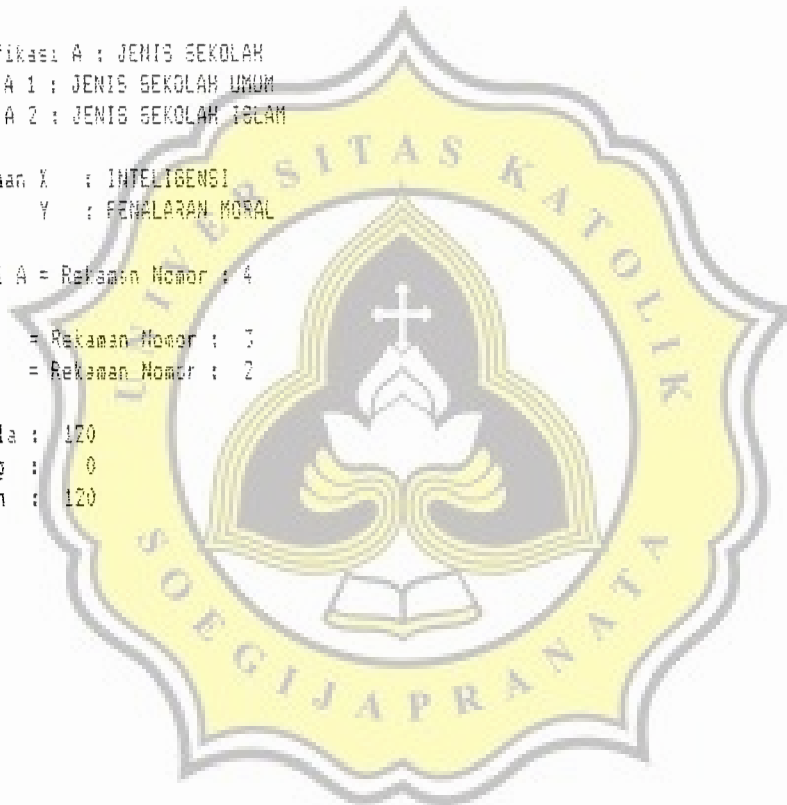 fikasi A : JENIS SEKOLAH
A 1 : JENIS SEKOLAH UMUM
A 2 : JENIS SEKOLAH ISLAM
aan X : INTELIGENSI
Y : PENALARAN MORAL
i A = Rekaman Nomor : 4
= Rekaman Nomor : 3
= Rekaman Nomor : 2
la : 120
g : 0
n : 120
UNIVERSITAS KATOLIK
SOEGIJAPRANATA